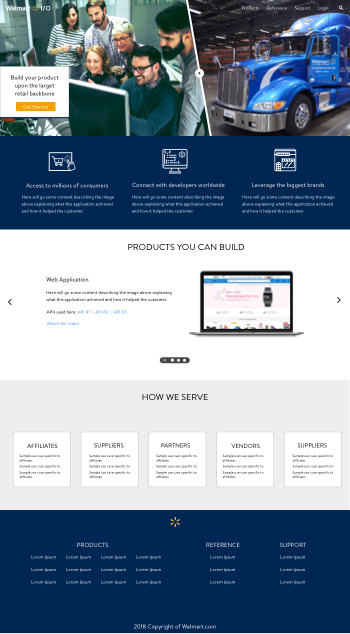 Walmart I/O
Products Reference Support Login
Build your product
upon the larget
retail backbone
Get Started
Access to millions of consumers
Here will go some content describing the image
above explaining what this application achieved
and how it helped the customer.
Connect with developers worldwide
Here will go some content describing the image
above explaining what this application achieved
and how it helped the customer.
Leverage the biggest brands
Here will go some content describing the image
above explaining what this application achieved
and how it helped the customer.
PRODUCTS YOU CAN BUILD
Web Application
Here will go some content describing the image above explaining
what this application achieved and how it helped the customer.
APIs used here: API #1 | API #2 | API #3
Watch the Video
HOW WE SERVE
AFFILIATES
Sample use case specific to
affiliates
Sample use case specific to
Sample use case specific to
affiliates
SUPPLIERS
Sample use case specific to
affiliates
Sample use case specific to
Sample use case specific to
affiliates
PARTNERS
Sample use case specific to
affiliates
Sample use case specific to
Sample use case specific to
affiliates
VENDORS
Sample use case specific to
affiliates
Sample use case specific to
Sample use case specific to
affiliates
SUPPLIERS
Sample use case specific to
affiliates
Sample use case specific to
Sample use case specific to
affiliates
PRODUCTS
Lorem Ipsum Lorem Ipsum Lorem Ipsum Lorem Ipsum
Lorem Ipsum Lorem Ipsum Lorem Ipsum Lorem Ipsum
Lorem Ipsum Lorem Ipsum Lorem Ipsum Lorem Ipsum
REFERENCE
Lorem Ipsum
Lorem Ipsum
Lorem Ipsum
SUPPORT
Lorem Ipsum
Lorem Ipsum
Lorem Ipsum
2018 Copyright of Walmart.com